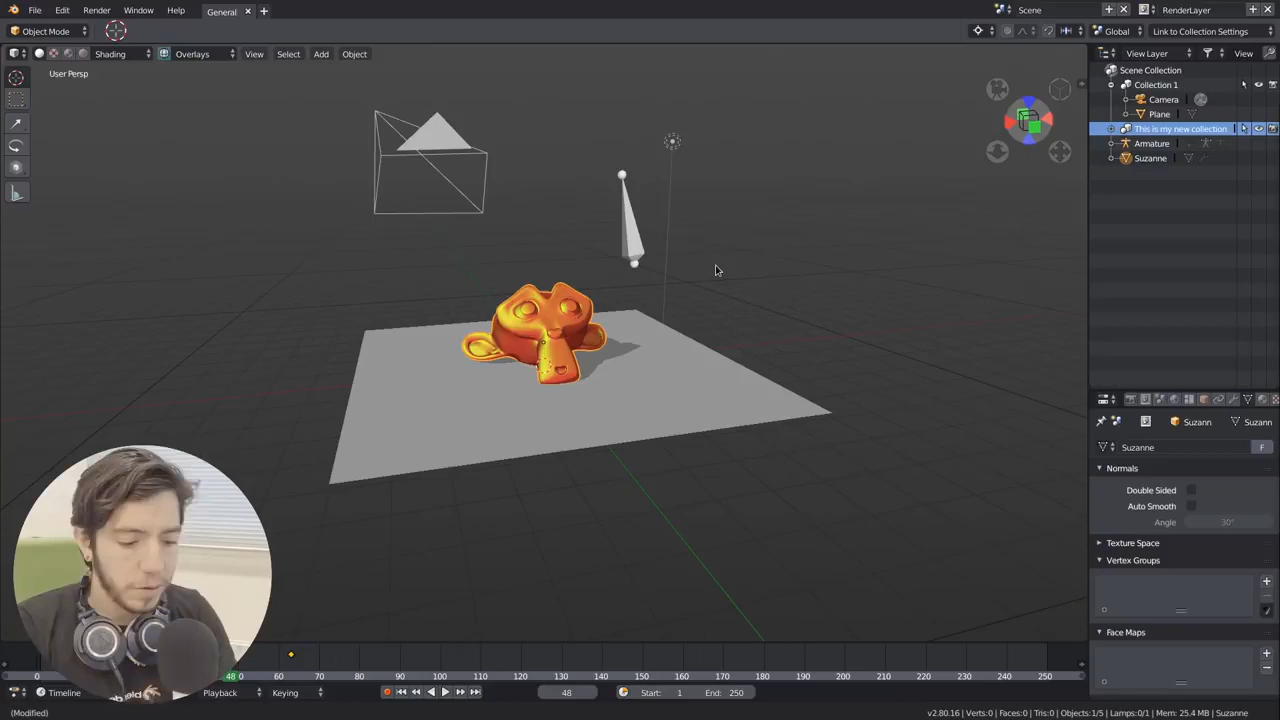 File Edit Render Window Help General Scene RenderLayer
Object Mode Global Link to Collection Settings
Shading Overlays View Select Add Object View Layer View
User Persp
Scene Collection
Collection 1
Camera
Plane
This is my new collection
Armature
Suzanne
Suzann Suzann
Suzanne F
Normals
Double Sided
Auto Smooth
Angle 30°
Texture Space
Vertex Groups
Face Maps
0 48 60 70 80 90 100 110 120 130 140 150 160 170 180 190 200 210 220 230 240 250
Timeline Playback Keying 48 Start: 1 End: 250
(Modified) v2.80.16 | Verts:0 | Faces:0 | Tris:0 | Objects:1/5 | Lamps:0/1 | Mem: 25.4 MB | Suzanne